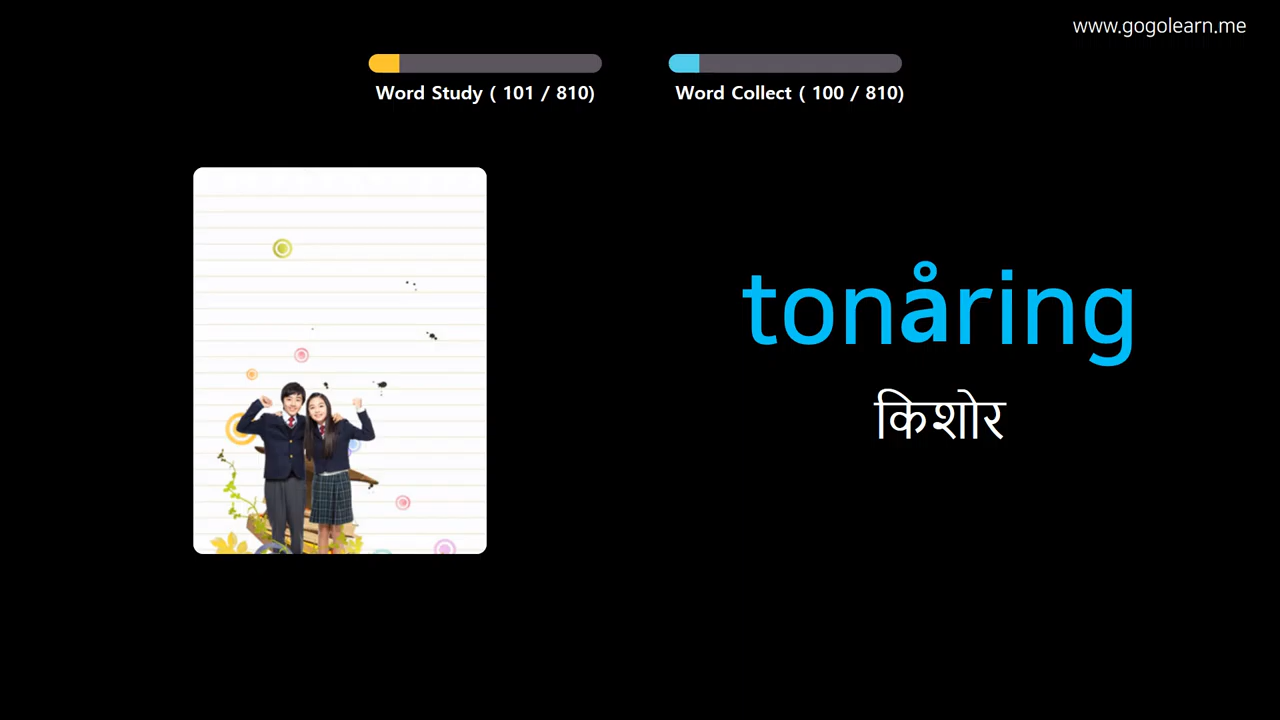 www.gogolearn.me
Word Study ( 101 / 810)
Word Collect ( 100 / 810)
tonåring
किशोर